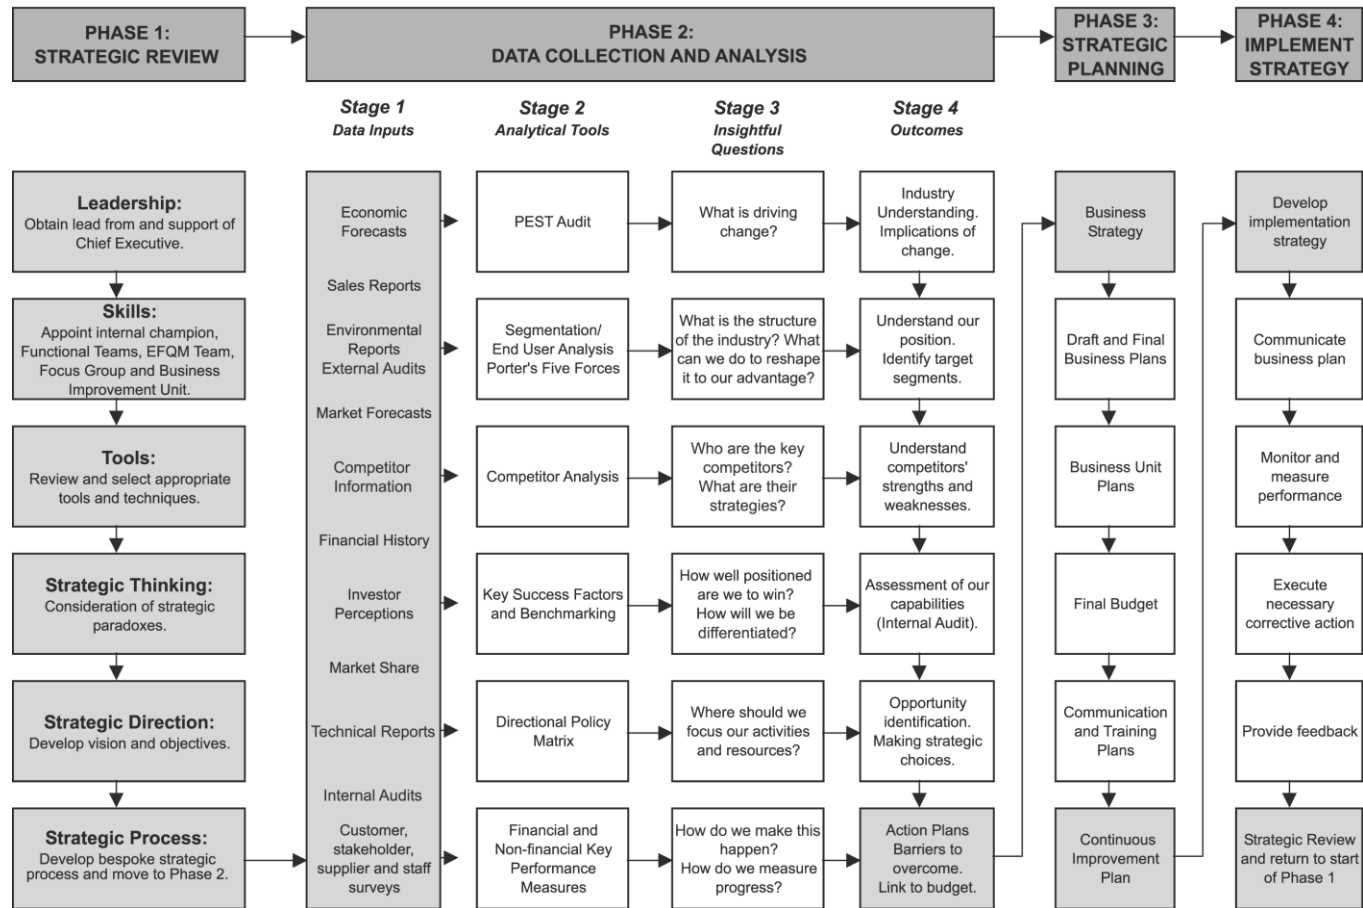 PHASE 1:
STRATEGIC REVIEW
PHASE 2:
DATA COLLECTION AND ANALYSIS
PHASE 3:
STRATEGIC
PLANNING
PHASE 4:
IMPLEMENT
STRATEGY
Stage 1
Data Inputs
Stage 2
Analytical Tools
Stage 3
Insightful
Questions
Stage 4
Outcomes
Leadership:
Obtain lead from and support of
Chief Executive.
Skills:
Appoint internal champion,
Functional Teams, EFQM Team,
Focus Group and Business
Improvement Unit.
Tools:
Review and select appropriate
tools and techniques.
Strategic Thinking:
Consideration of strategic
paradoxes.
Strategic Direction:
Develop vision and objectives.
Strategic Process:
Develop bespoke strategic
process and move to Phase 2.
Economic
Forecasts
Sales Reports
Environmental
Reports
External Audits
Market Forecasts
Competitor
Information
Financial History
Investor
Perceptions
Market Share
Technical Reports
Internal Audits
Customer,
stakeholder,
supplier and staff
surveys
PEST Audit
Segmentation/
End User Analysis
Porter's Five Forces
Competitor Analysis
Key Success Factors
and Benchmarking
Directional Policy
Matrix
Financial and
Non-financial Key
Performance
Measures
What is driving
change?
What is the structure
of the industry? What
can we do to reshape
it to our advantage?
Who are the key
competitors?
What are their
strategies?
How well positioned
are we to win?
How will we be
differentiated?
Where should we
focus our activities
and resources?
How do we make this
happen?
How do we measure
progress?
Industry
Understanding.
Implications of
change.
Understand our
position.
Identify target
segments.
Understand
competitors'
strengths and
weaknesses.
Assessment of our
capabilities
(Internal Audit).
Opportunity
identification.
Making strategic
choices.
Action Plans
Barriers to
overcome.
Link to budget.
Business
Strategy
Draft and Final
Business Plans
Business Unit
Plans
Final Budget
Communication
and Training
Plans
Continuous
Improvement
Plan
Develop
implementation
strategy
Communicate
business plan
Monitor and
measure
performance
Execute
necessary
corrective action
Provide feedback
Strategic Review
and return to start
of Phase 1